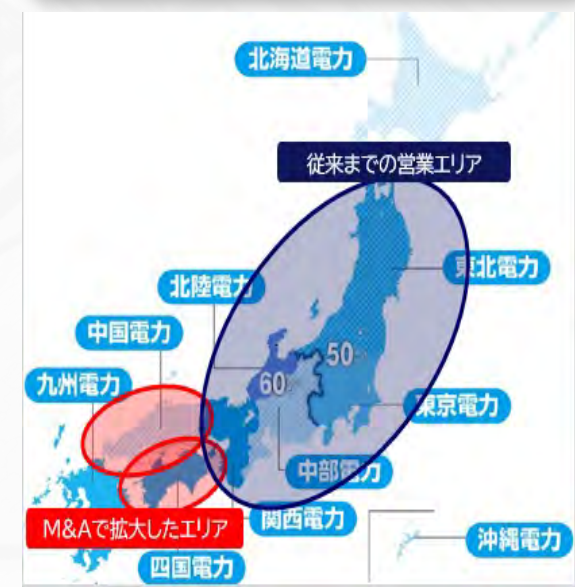 北海道電力
従来までの営業エリア
東北電力
北陸電力
中国電力
50
九州電力
60
東京電力
中部電力
M&Aで拡大したエリア
関西電力
沖縄電力
四国電力